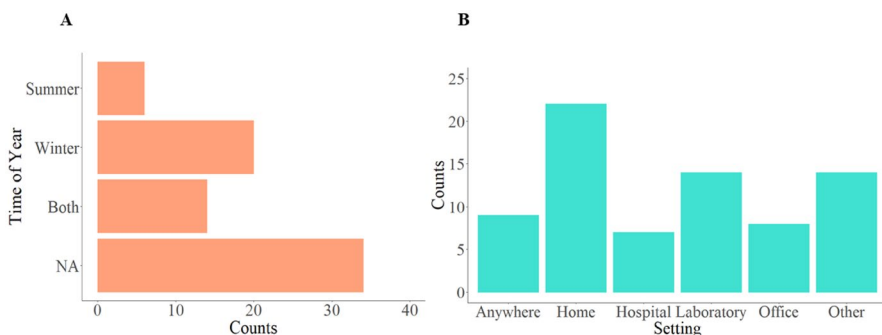 A
Time of Year
Summer
Winter
Both
NA
0 10 20 30 40
Counts
B
Counts
25
20
15
10
5
0
Anywhere Home Hospital Laboratory Office Other
Setting